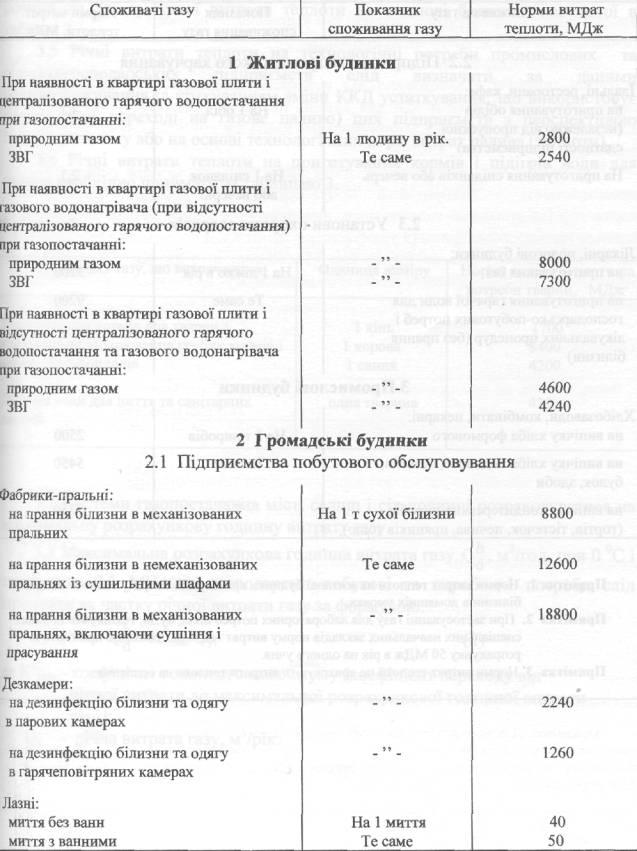 Споживачі газу Показник споживання газу Норми витрат теплоти, МДж
1 Житлові будинки
При наявності в квартирі газової плити і
централізованого гарячого водопостачання
при газопостачанні:
природним газом На 1 людину в рік. 2800
ЗВГ Те саме 2540
При наявності в квартирі газової плити і
газового водонагрівача (при відсутності
централізованого гарячого водопостачання)
при газопостачанні:
природним газом - ” - 8000
ЗВГ - ” - 7300
При наявності в квартирі газової плити і
відсутності централізованого гарячого
водопостачання та газового водонагрівача
при газопостачанні:
природним газом - ” - 4600
ЗВГ - ” - 4240
2 Громадські будинки
2.1 Підприємства побутового обслуговування
Фабрики-пральні:
на прання білизни в механізованих На 1 т сухої білизни 8800
пральних
на прання білизни в немеханізованих Те саме 12600
пральнях із сушильними шафами
на прання білизни в механізованих - ” - 18800
пральнях, включаючи сушіння і
прасування
Дезкамери:
на дезинфекцію білизни та одягу - ” - 2240
в парових камерах
на дезинфекцію білизни та одягу - ” - 1260
в гарячеповітряних камерах
Лазні:
миття без ванн На 1 миття 40
миття з ванними Те саме 50